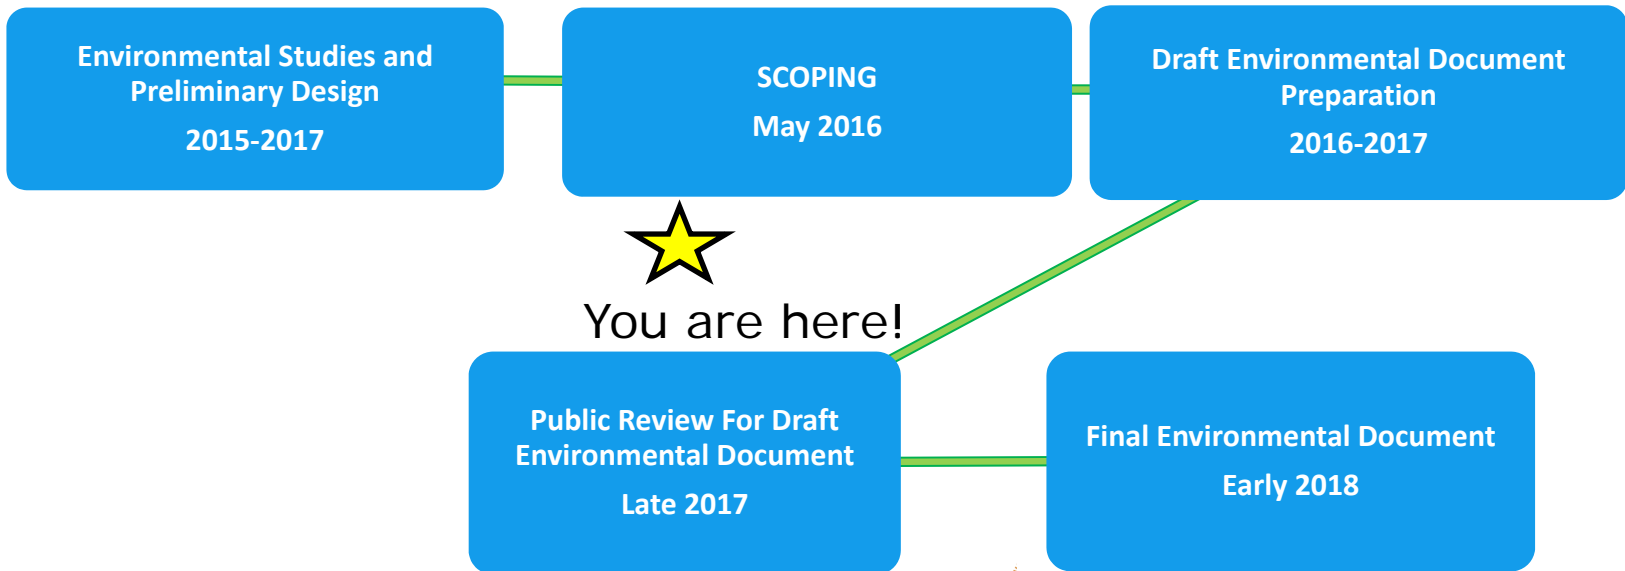 Environmental Studies and
Preliminary Design
2015-2017
SCOPING
May 2016
Draft Environmental Document
Preparation
2016-2017
You are here!
Public Review For Draft
Environmental Document
Late 2017
Final Environmental Document
Early 2018